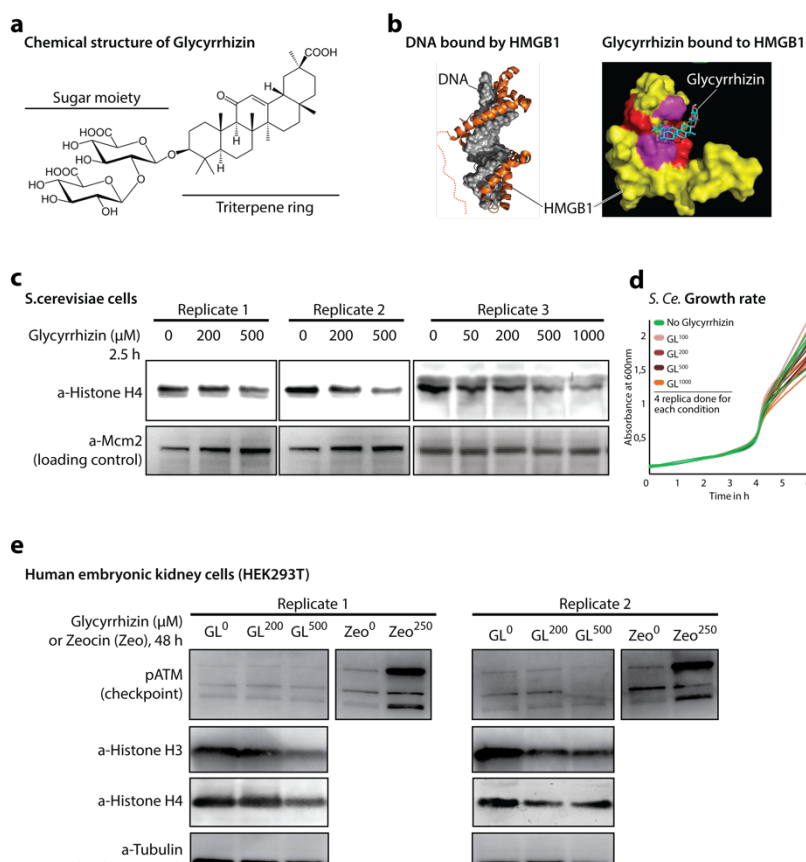 a
Chemical structure of Glycyrrhizin
COOH
Sugar moiety
O
HOOC
HO
HO
O
O
HOOC
O
HO
HO
OH
H
H
H
O
O
Triterpene ring
b
DNA bound by HMGB1
Glycyrrhizin bound to HMGB1
DNA
Glycyrrhizin
HMGB1
c
S.cerevisiae cells
Replicate 1
Replicate 2
Replicate 3
Glycyrrhizin (µM)
2.5 h
0 200 500
0 200 500
0 50 200 500 1000
a-Histone H4
a-Mcm2
(loading control)
d
S. Ce. Growth rate
No Glycyrrhizin
GL100
GL200
GL500
GL1000
4 replica done for
each condition
Absorbance at 600nm
2
1,5
1
0,5
0 1 2 3 4 5
Time in h
e
Human embryonic kidney cells (HEK293T)
Replicate 1
Replicate 2
Glycyrrhizin (µM)
or Zeocin (Zeo), 48 h
GL0 GL200 GL500 Zeo0 Zeo250
GL0 GL200 GL500 Zeo0 Zeo250
pATM
(checkpoint)
a-Histone H3
a-Histone H4
a-Tubulin